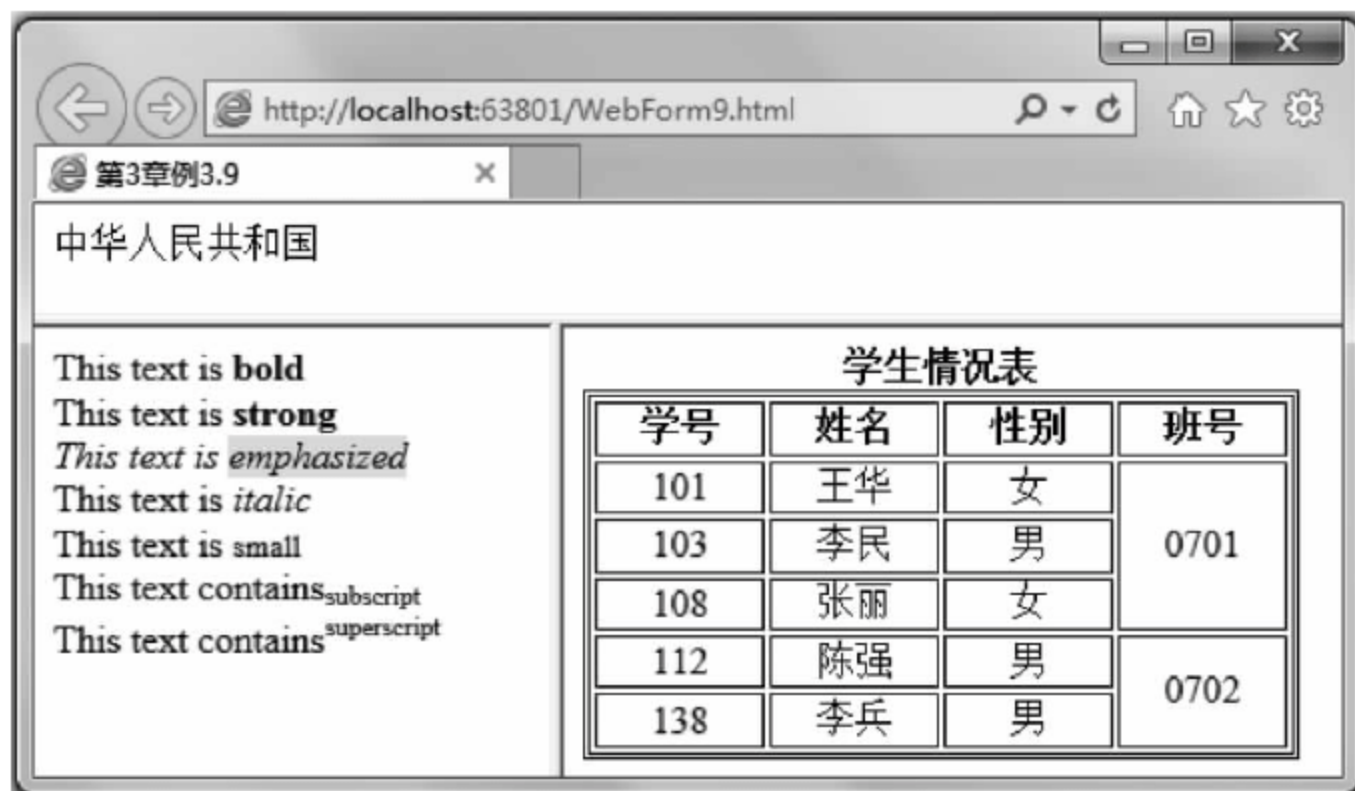 http://localhost:63801/WebForm9.html
第3章例3.9
中华人民共和国
This text is bold
This text is strong
This text is emphasized
This text is italic
This text is small
This text contains subscript
This text contains superscript
学生情况表
学号 姓名 性别 班号
101 王华 女 0701
103 李民 男
108 张丽 女
112 陈强 男 0702
138 李兵 男